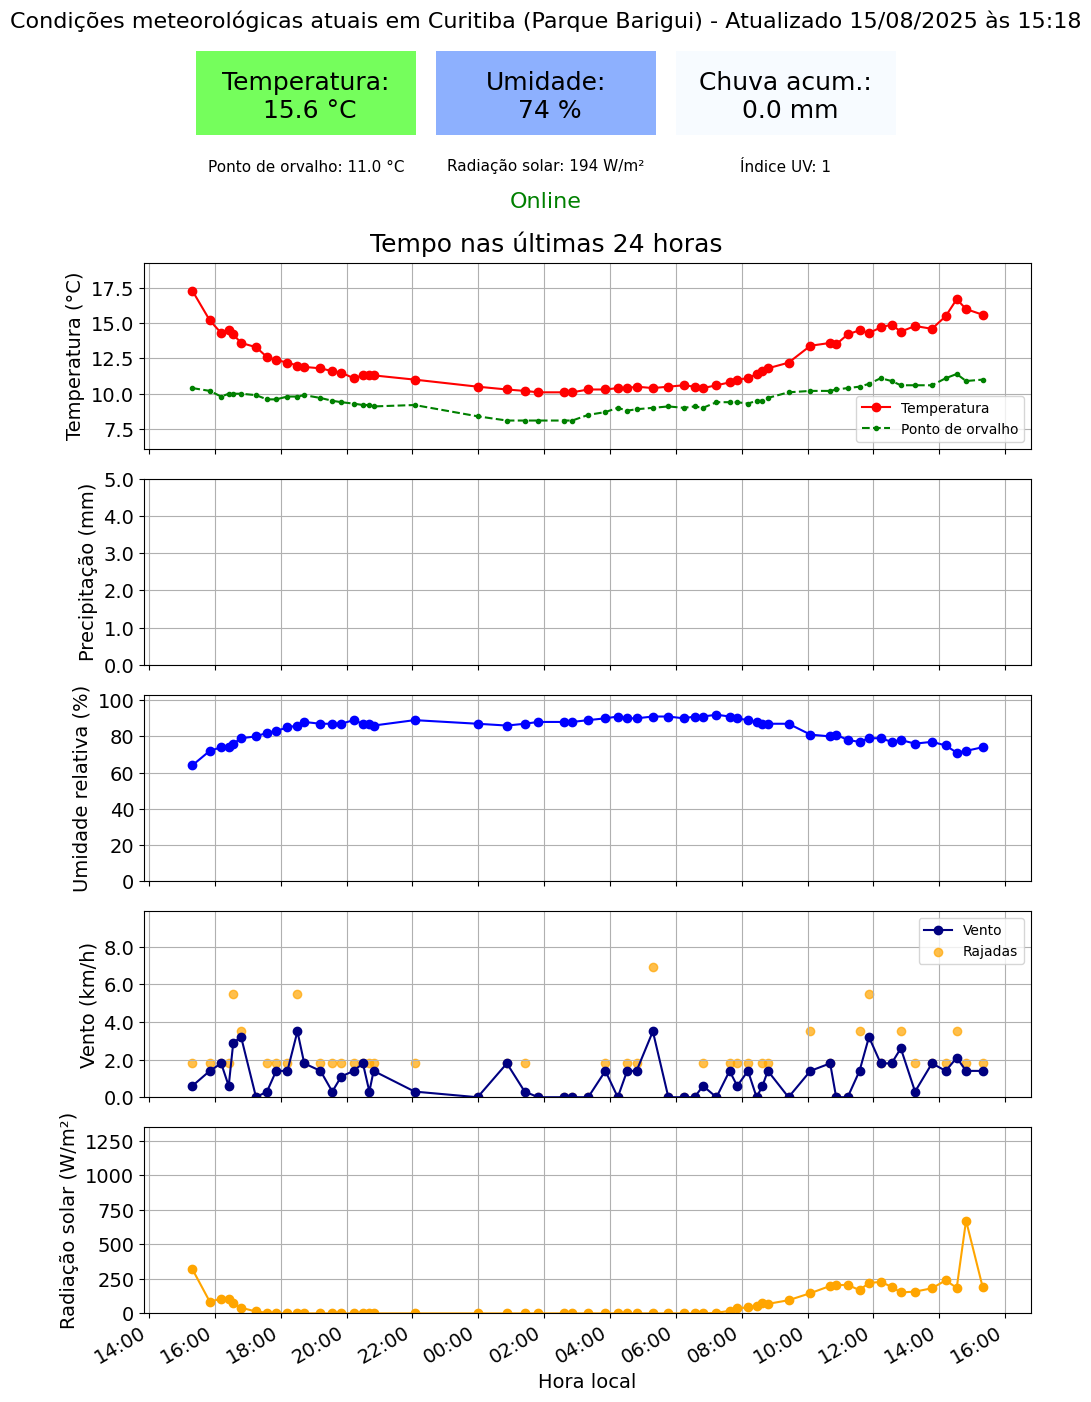 Condições meteorológicas atuais em Curitiba (Parque Barigui) - Atualizado 15/08/2025 às 15:18
Temperatura:
15.6 °C
Umidade:
74 %
Chuva acum.:
0.0 mm
Ponto de orvalho: 11.0 °C
Radiação solar: 194 W/m²
Índice UV: 1
Online
Tempo nas últimas 24 horas
Temperatura (°C)
17.5
15.0
12.5
10.0
7.5
Temperatura
Ponto de orvalho
Precipitação (mm)
5.0
4.0
3.0
2.0
1.0
0.0
Umidade relativa (%)
100
80
60
40
20
0
Vento (km/h)
8.0
6.0
4.0
2.0
0.0
Vento
Rajadas
Radiação solar (W/m²)
1250
1000
750
500
250
0
14:00
16:00
18:00
20:00
22:00
00:00
02:00
04:00
06:00
08:00
10:00
12:00
14:00
16:00
Hora local